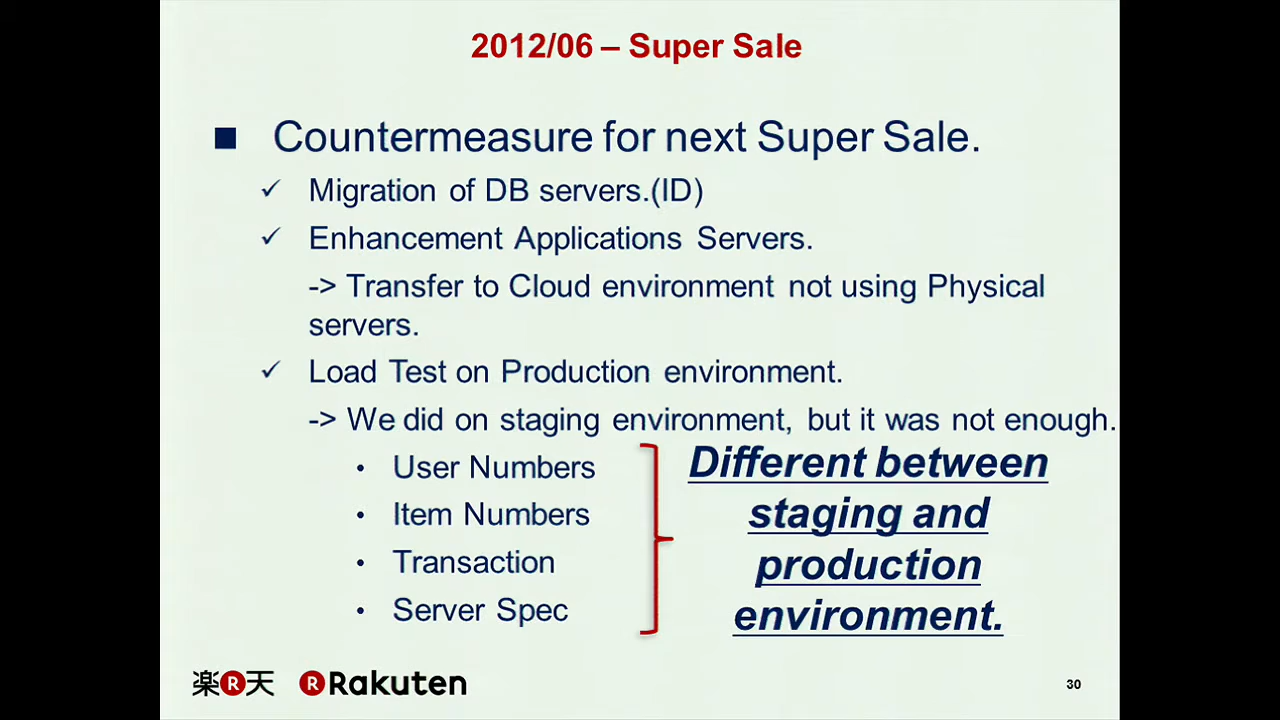 2012/06 – Super Sale
■ Countermeasure for next Super Sale.
✓ Migration of DB servers.(ID)
✓ Enhancement Applications Servers.
-> Transfer to Cloud environment not using Physical
servers.
✓ Load Test on Production environment.
-> We did on staging environment, but it was not enough.
• User Numbers
• Item Numbers
• Transaction
• Server Spec
Different between
staging and
production
environment.
楽R天 R Rakuten
30